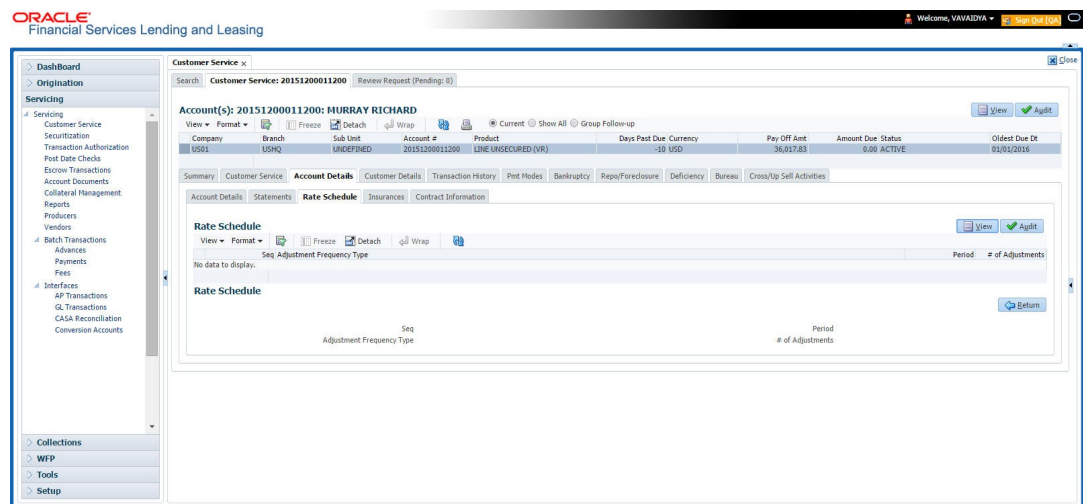 ORACLE
Financial Services Lending and Leasing
Welcome, VAVAIDYA
Sign Out [QA]
Close
DashBoard
Origination
Servicing
Servicing
Customer Service
Securitization
Transaction Authorization
Post Date Checks
Escrow Transactions
Account Documents
Collateral Management
Reports
Producers
Vendors
Batch Transactions
Advances
Payments
Fees
Interfaces
AP Transactions
GL Transactions
CASA Reconciliation
Conversion Accounts
Collections
WFP
Tools
Setup
Customer Service x
Search Customer Service: 20151200011200 Review Request (Pending: 0)
Account(s): 20151200011200: MURRAY RICHARD
View Audit
View Format Freeze Detach Wrap Current Show All Group Follow-up
Company Branch Sub Unit Account # Product Days Past Due Currency Pay Off Amt Amount Due Status Oldest Due Dt
US01 USHQ UNDEFINED 20151200011200 LINE UNSECURED (VR) -10 USD 36,017.83 0.00 ACTIVE 01/01/2016
Summary Customer Service Account Details Customer Details Transaction History Pmt Modes Bankruptcy Repo/Foreclosure Deficiency Bureau Cross/Up Sell Activities
Account Details Statements Rate Schedule Insurances Contract Information
Rate Schedule
View Audit
View Format Freeze Detach Wrap
Seq Adjustment Frequency Type Period # of Adjustments
No data to display.
Rate Schedule
Return
Seq Period
Adjustment Frequency Type # of Adjustments